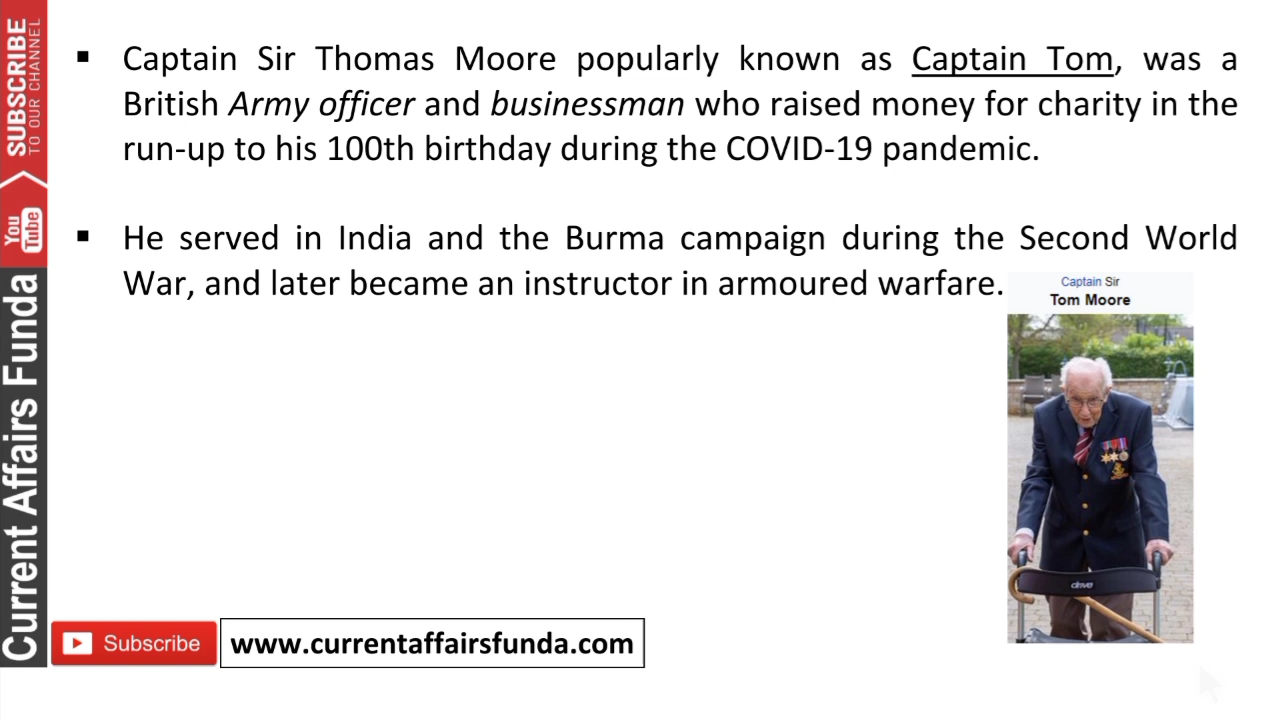 Captain Sir Thomas Moore popularly known as Captain Tom, was a
British Army officer and businessman who raised money for charity in the
run-up to his 100th birthday during the COVID-19 pandemic.
He served in India and the Burma campaign during the Second World
War, and later became an instructor in armoured warfare.
Captain Sir
Tom Moore
drive
SUBSCRIBE
TO OUR CHANNEL
You
Tube
Current Affairs Funda
Subscribe
www.currentaffairsfunda.com